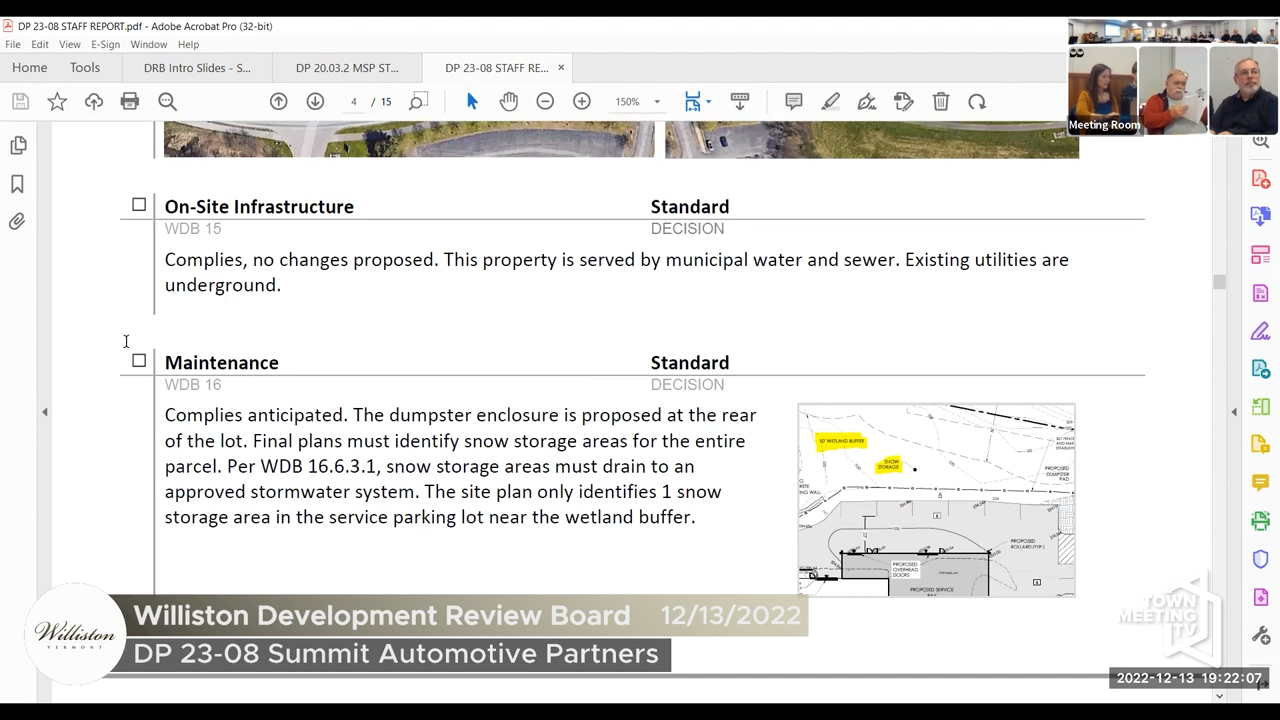 DP 23-08 STAFF REPORT.pdf - Adobe Acrobat Pro (32-bit)
File Edit View E-Sign Window Help
Home Tools DRB Intro Slides - S... DP 20.03.2 MSP ST... DP 23-08 STAFF RE... ×
4 / 15 150%
Meeting Room
On-Site Infrastructure Standard
WDB 15 DECISION
Complies, no changes proposed. This property is served by municipal water and sewer. Existing utilities are
underground.
Maintenance Standard
WDB 16 DECISION
Complies anticipated. The dumpster enclosure is proposed at the rear
of the lot. Final plans must identify snow storage areas for the entire
parcel. Per WDB 16.6.3.1, snow storage areas must drain to an
approved stormwater system. The site plan only identifies 1 snow
storage area in the service parking lot near the wetland buffer.
WETLAND BUFFER
SNOW
STORAGE
PROPOSED
DUMPSTER
PAD
PROPOSED
BOLLARD (TYP.)
PROPOSED
OVERHEAD
DOORS
PROPOSED SERVICE
Williston Development Review Board 12/13/2022
DP 23-08 Summit Automotive Partners
Williston
VERMONT
TOWN
MEETING
TV
2022-12-13 19:22:07